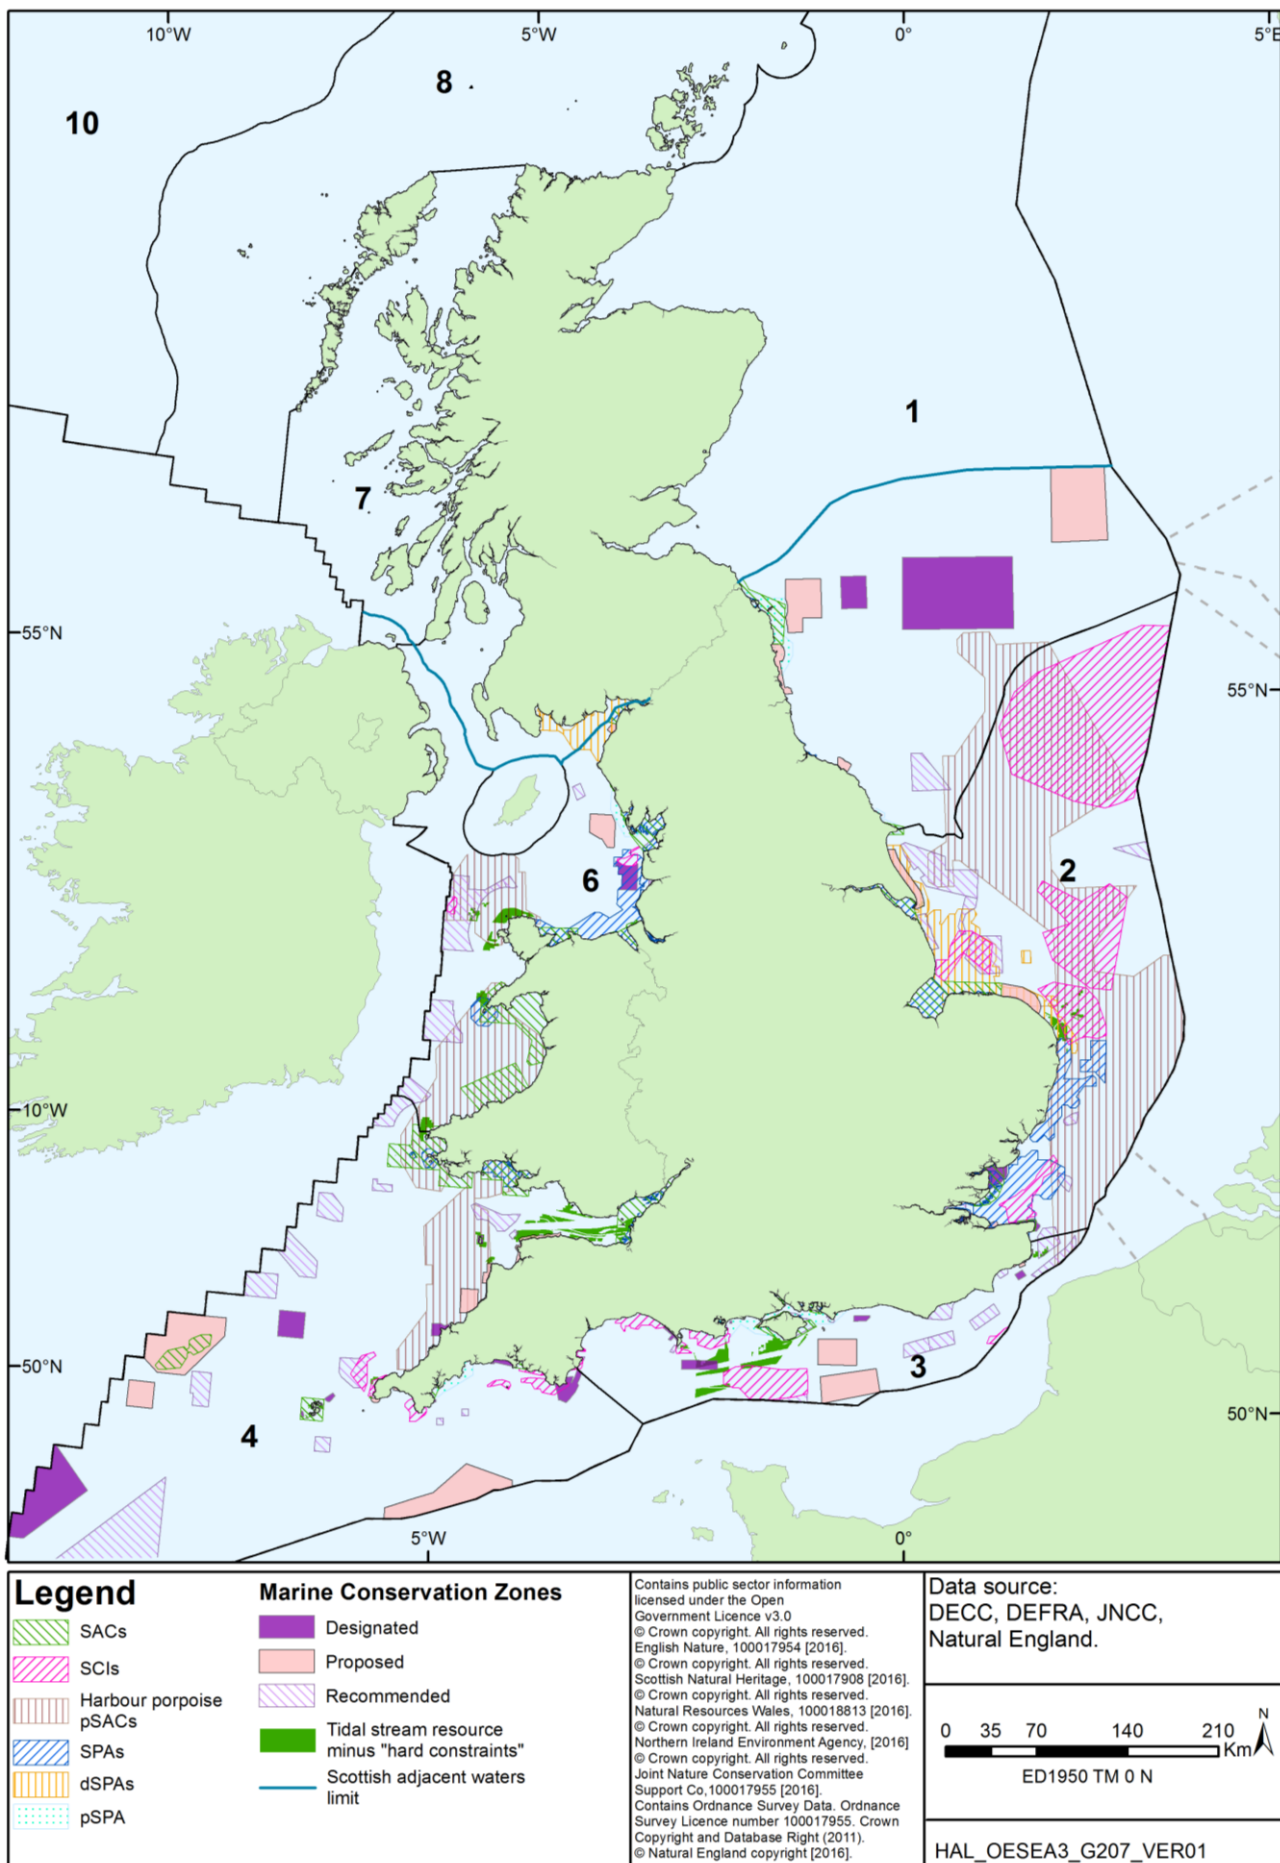 10°W
5°W
0°
5°E
8
10
1
7
55°N
55°N
2
6
10°W
3
50°N
4
50°N
5°W
0°
Legend
SACs
SCIs
Harbour porpoise
pSACs
SPAs
dSPAs
pSPA
Marine Conservation Zones
Designated
Proposed
Recommended
Tidal stream resource
minus "hard constraints"
Scottish adjacent waters
limit
Contains public sector information
licensed under the Open
Government Licence v3.0
© Crown copyright. All rights reserved.
English Nature, 100017954 [2016].
© Crown copyright. All rights reserved.
Scottish Natural Heritage, 100017908 [2016].
© Crown copyright. All rights reserved.
Natural Resources Wales, 100018813 [2016].
© Crown copyright. All rights reserved.
Northern Ireland Environment Agency, [2016]
© Crown copyright. All rights reserved.
Joint Nature Conservation Committee
Support Co,100017955 [2016].
Contains Ordnance Survey Data. Ordnance
Survey Licence number 100017955. Crown
Copyright and Database Right (2011).
© Natural England copyright [2016].
Data source:
DECC, DEFRA, JNCC,
Natural England.
0 35 70 140 210
Km
N
ED1950 TM 0 N
HAL_OESEA3_G207_VER01